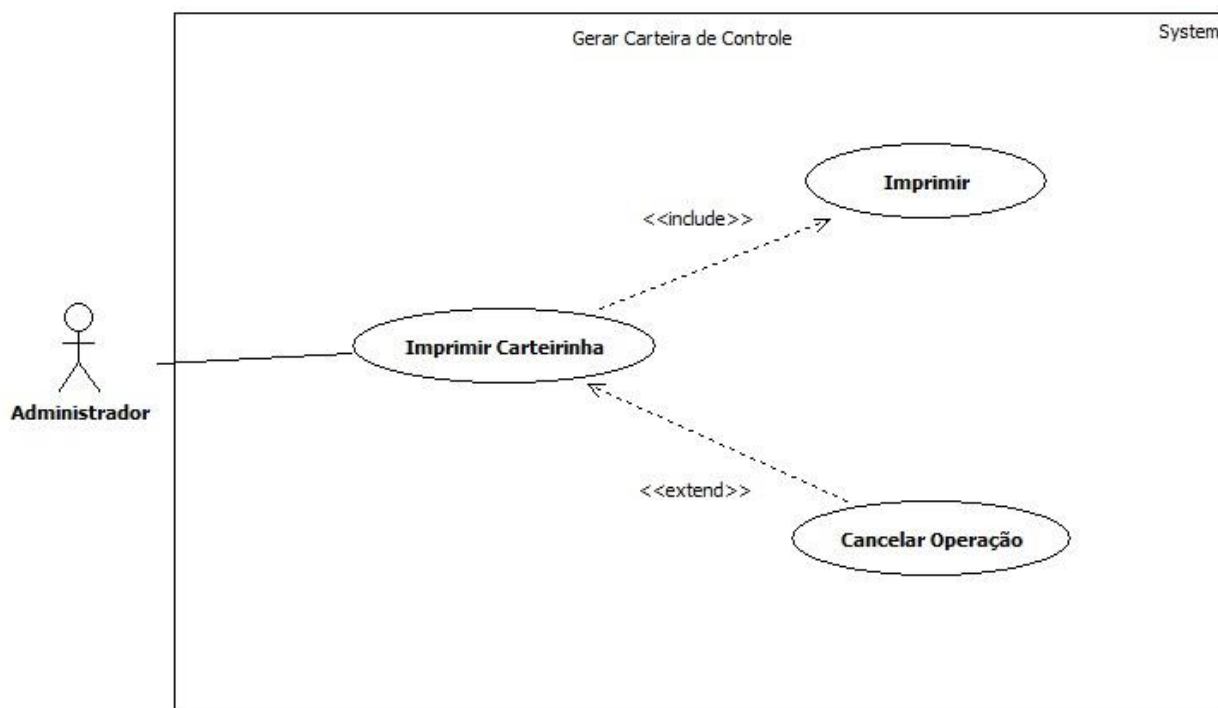 Gerar Carteira de Controle
System
Imprimir
<<include>>
Imprimir Carteirinha
Administrador
<<extend>>
Cancelar Operação